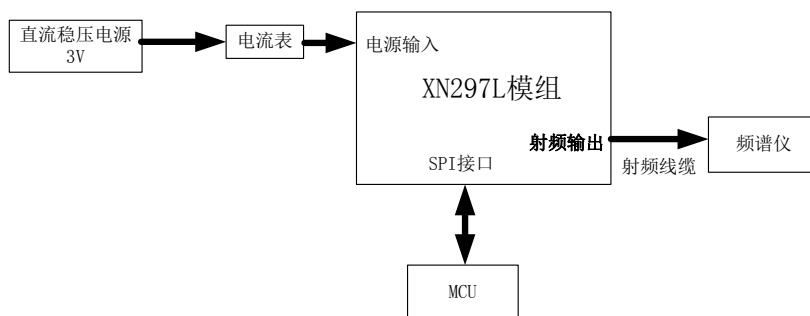 直流稳压电源
3V
电流表
电源输入
XN297L模组
射频输出
SPI接口
射频线缆
频谱仪
MCU